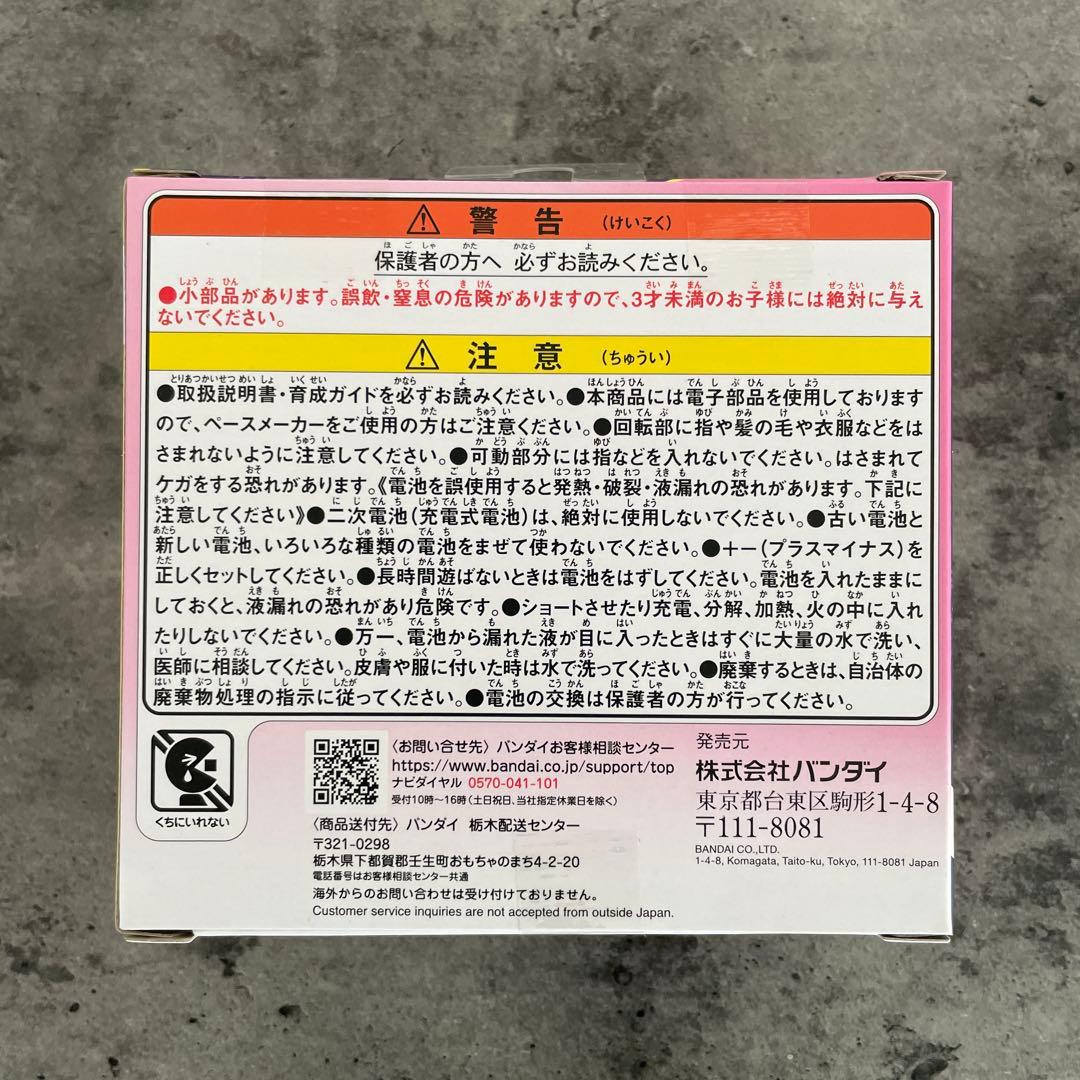 ⚠ 警告 (けいこく)
保護者の方へ 必ずお読みください。
●小部品があります。誤飲・窒息の危険がありますので、3才未満のお子様には絶対に与え
ないでください。
⚠ 注意 (ちゅうい)
●取扱説明書・育成ガイドを必ずお読みください。●本商品には電子部品を使用しております
ので、ペースメーカーをご使用の方はご注意ください。●回転部に指や髪の毛や衣服などをは
さまれないように注意してください。●可動部分には指などを入れないでください。はさまれて
ケガをする恐れがあります。《電池を誤使用すると発熱・破裂・液漏れの恐れがあります。下記に
注意してください》●二次電池(充電式電池)は、絶対に使用しないでください。●古い電池と
新しい電池、いろいろな種類の電池をまぜて使わないでください。●+−(プラスマイナス)を
正しくセットしてください。●長時間遊ばないときは電池をはずしてください。電池を入れたままに
しておくと、液漏れの恐れがあり危険です。●ショートさせたり充電、分解、加熱、火の中に入れ
たりしないでください。●万一、電池から漏れた液が目に入ったときはすぐに大量の水で洗い、
医師に相談してください。皮膚や服に付いた時は水で洗ってください。●廃棄するときは、自治体の
廃棄物処理の指示に従ってください。●電池の交換は保護者の方が行ってください。
くちにいれない
〈お問い合せ先〉バンダイお客様相談センター
https://www.bandai.co.jp/support/top
ナビダイヤル 0570-041-101
受付10時〜16時(土日祝日、当社指定休業日を除く)
〈商品送付先〉バンダイ 栃木配送センター
〒321-0298
栃木県下都賀郡壬生町おもちゃのまち4-2-20
電話番号はお客様相談センター共通
海外からのお問い合わせは受け付けておりません。
Customer service inquiries are not accepted from outside Japan.
発売元
株式会社バンダイ
東京都台東区駒形1-4-8
〒111-8081
BANDAI CO.,LTD.
1-4-8, Komagata, Taito-ku, Tokyo, 111-8081 Japan